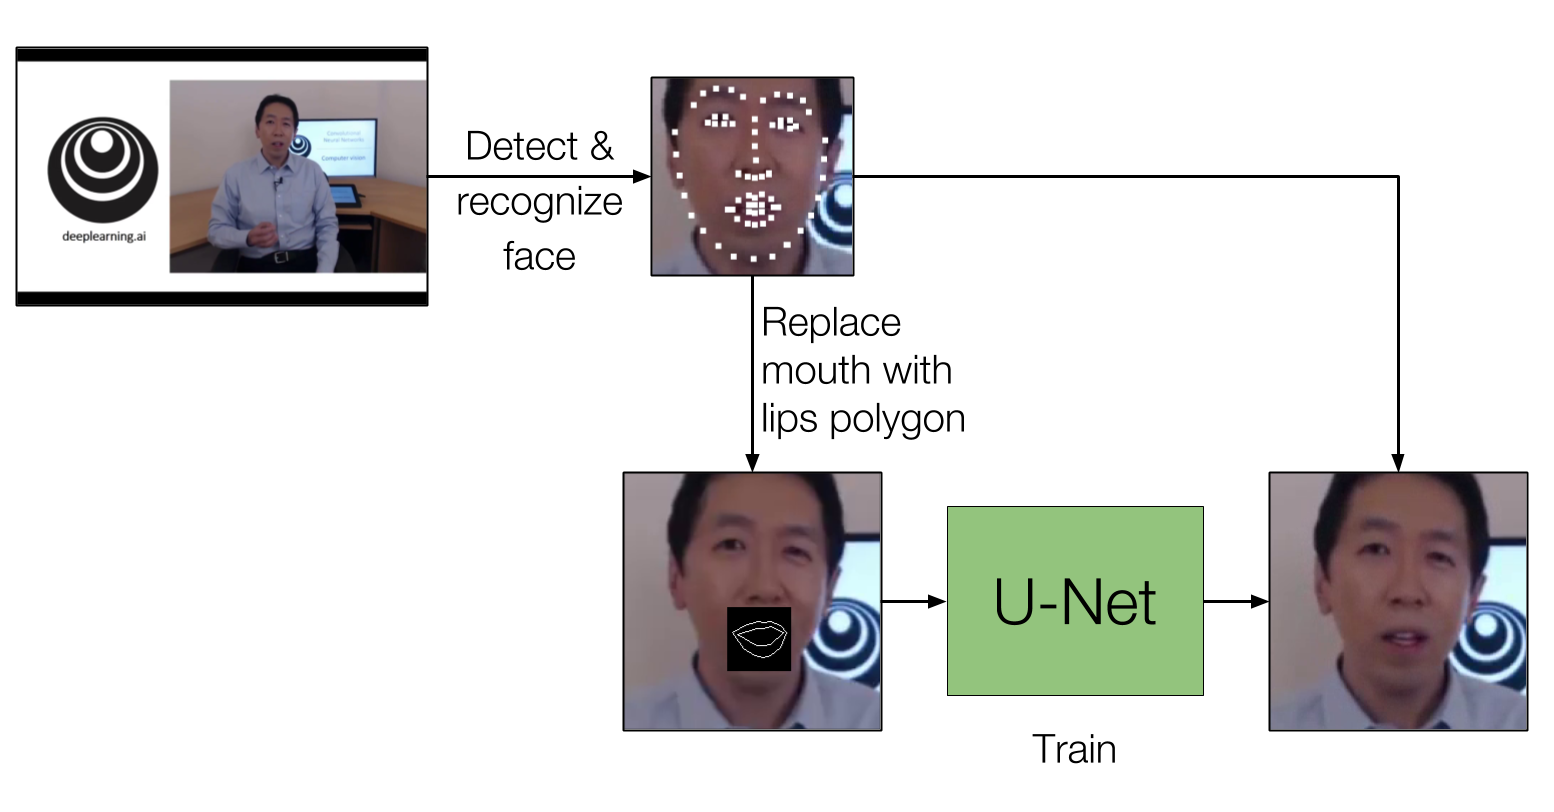 deeplearning.ai
Convolutional
Neural Networks
Computer vision
Detect &
recognize
face
Replace
mouth with
lips polygon
U-Net
Train